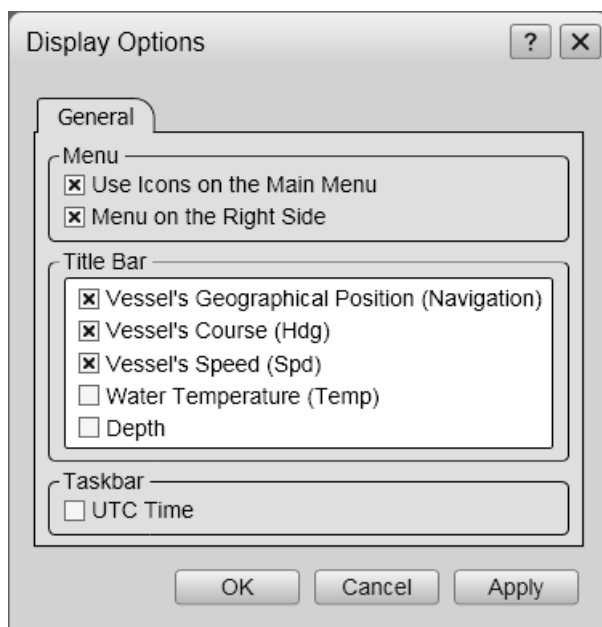 Display Options
?
General
Menu
Use Icons on the Main Menu
Menu on the Right Side
Title Bar
Vessel's Geographical Position (Navigation)
Vessel's Course (Hdg)
Vessel's Speed (Spd)
Water Temperature (Temp)
Depth
Taskbar
UTC Time
OK Cancel Apply